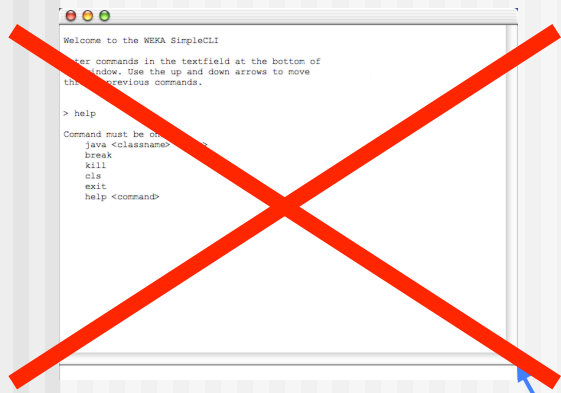 Welcome to the WEKA SimpleCLI
commands in the textfield at the bottom of
Use the up and down arrows to move
previous commands.
> help
Command must be
java <classname>
break
kill
cls
exit
help <command>